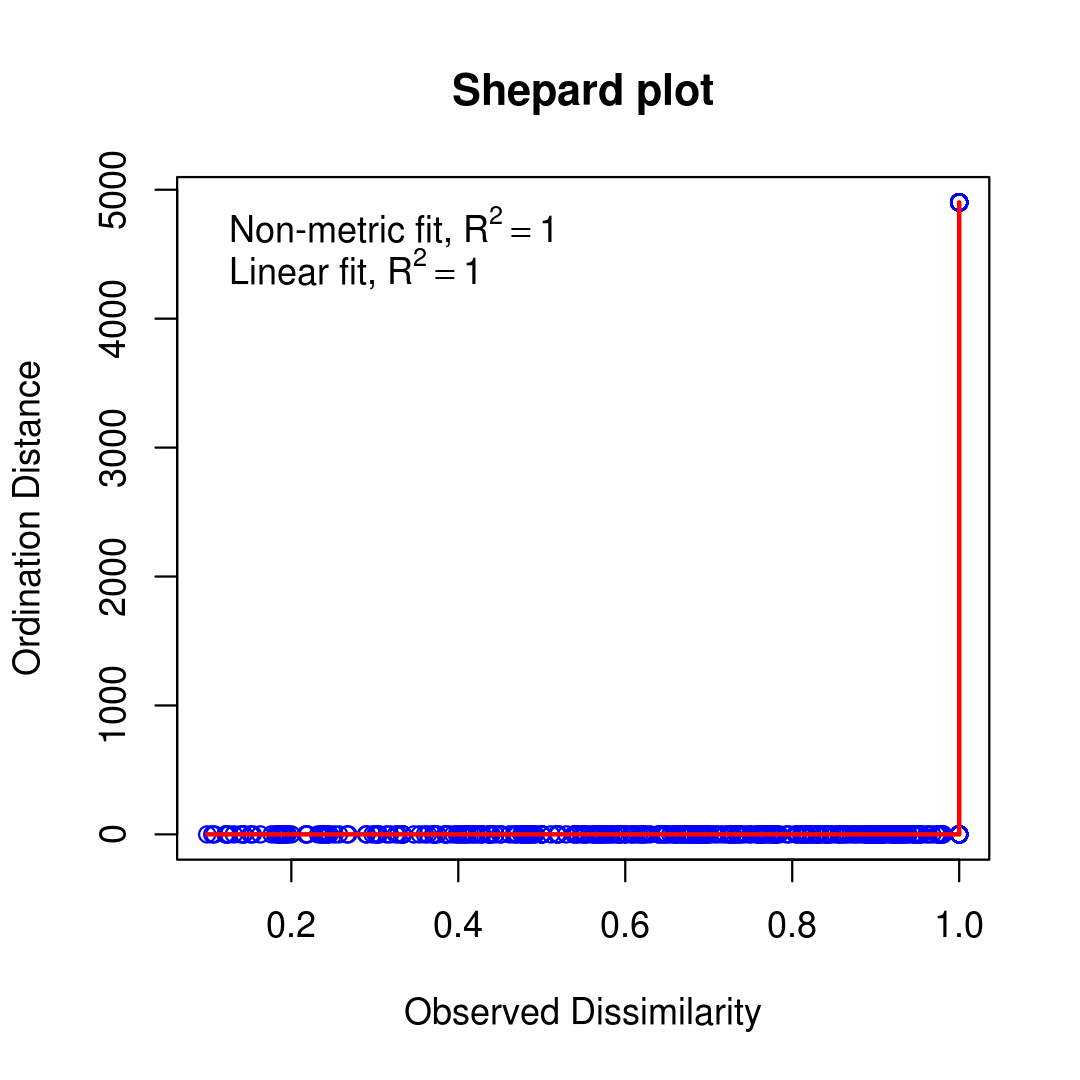 Shepard plot
Non-metric fit, R² = 1
Linear fit, R² = 1
5000
4000
3000
2000
1000
0
Ordination Distance
0.2 0.4 0.6 0.8 1.0
Observed Dissimilarity